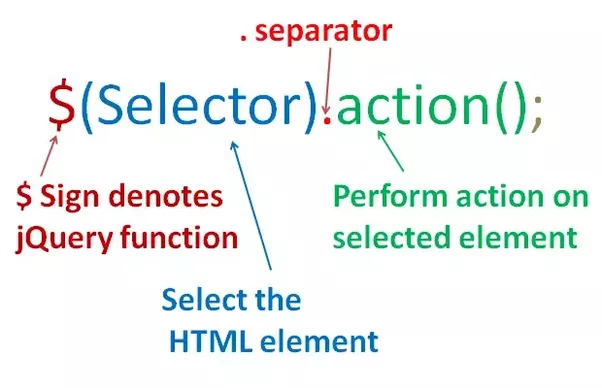 . separator
$(Selector).action();
$ Sign denotes
jQuery function
Perform action on
selected element
Select the
HTML element